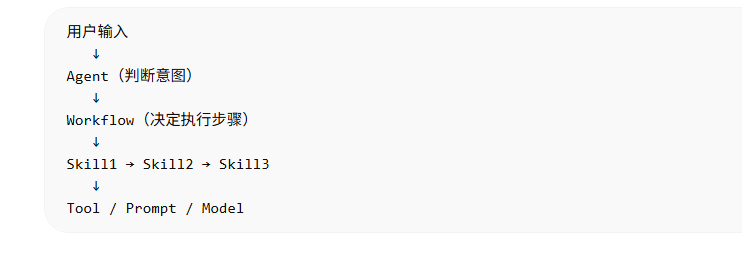 用户输入
↓
Agent（判断意图）
↓
Workflow（决定执行步骤）
↓
Skill1 → Skill2 → Skill3
↓
Tool / Prompt / Model